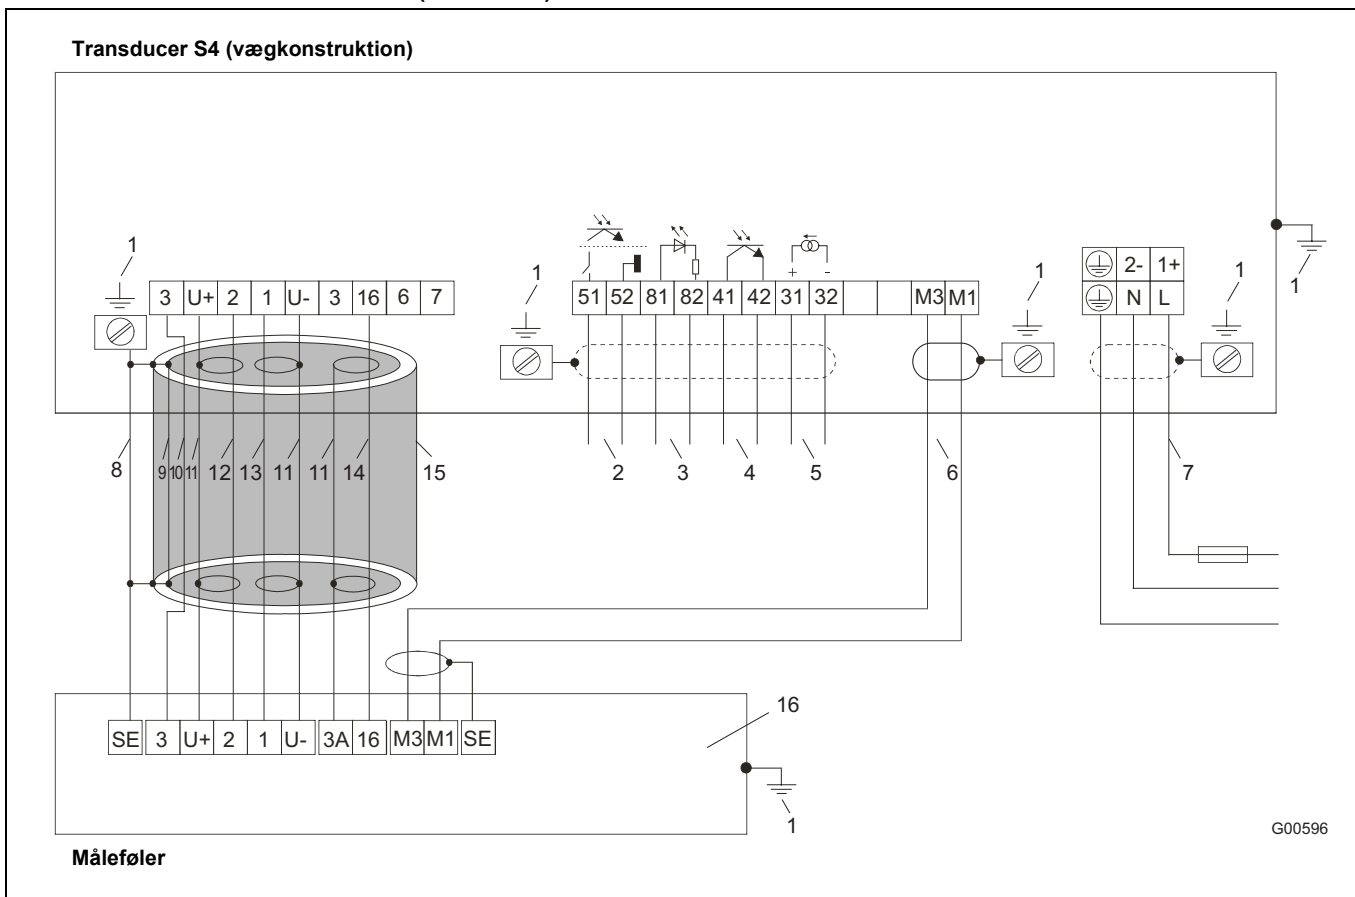 Transducer S4 (vægkonstruktion)
1
3 U+ 2 1 U- 3 16 6 7
1
+ -
51 52 81 82 41 42 31 32 M3 M1
1
2- 1+
N L
1
1
8 9 10 11 12 13 11 11 14 15
2 3 4 5 6 7
16
SE 3 U+ 2 1 U- 3A 16 M3 M1 SE
1
G00596
Måleføler